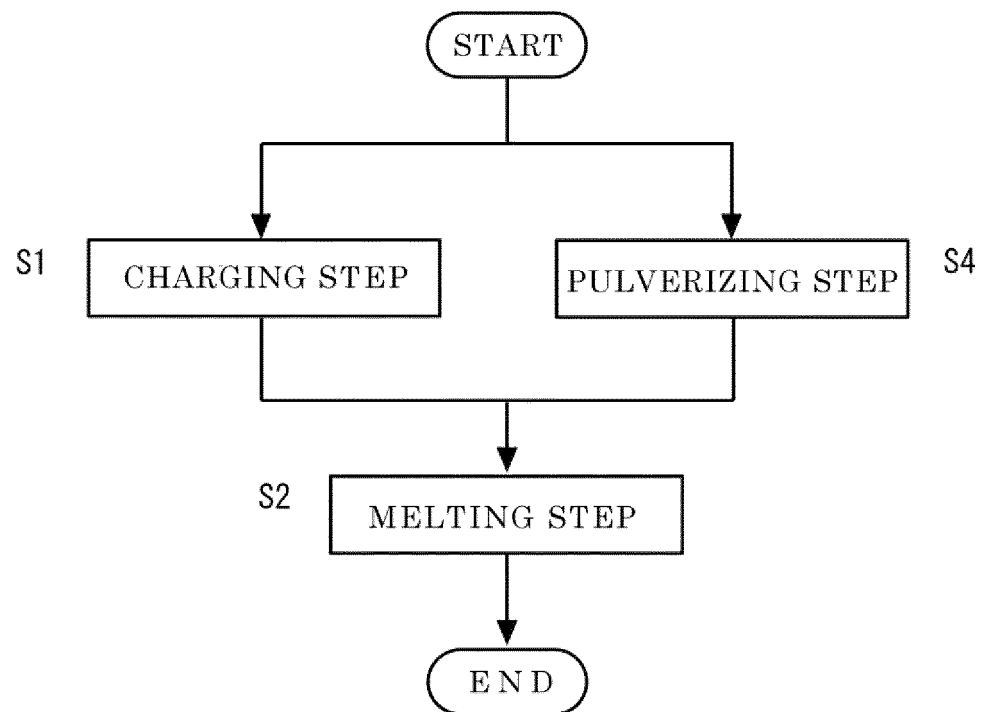 START
S1
CHARGING STEP
PULVERIZING STEP
S4
S2
MELTING STEP
END